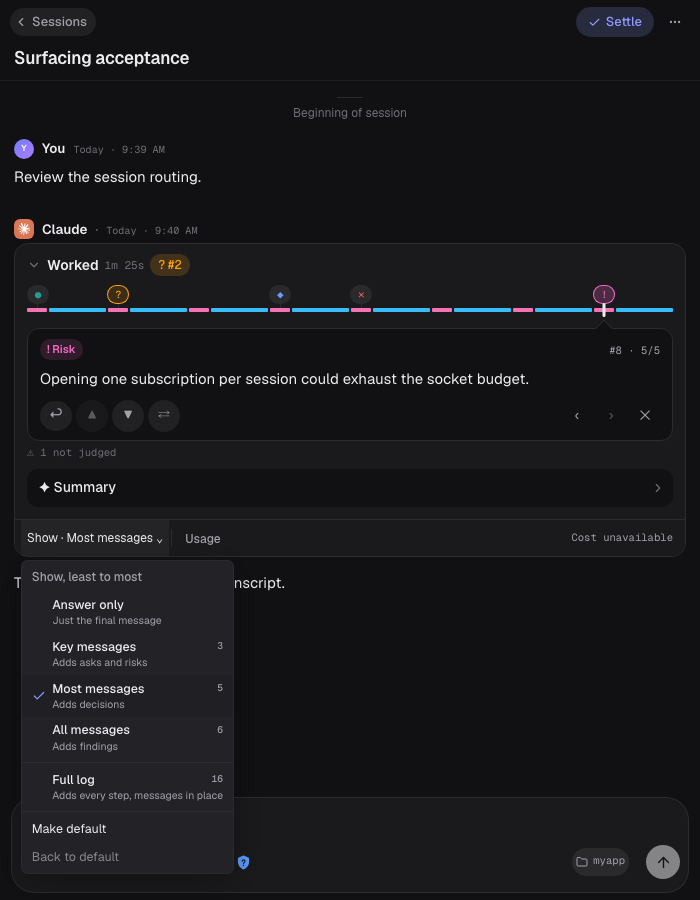 Sessions
Settle
Surfacing acceptance
Beginning of session
Y You Today · 9:39 AM
Review the session routing.
Claude · Today · 9:40 AM
Worked 1m 25s ? #2
?
!
! Risk #8 · 5/5
Opening one subscription per session could exhaust the socket budget.
⚠ 1 not judged
Summary
Show · Most messages Usage Cost unavailable
T nscript.
Show, least to most
Answer only
Just the final message
Key messages 3
Adds asks and risks
Most messages 5
Adds decisions
All messages 6
Adds findings
Full log 16
Adds every step, messages in place
Make default
Back to default
myapp